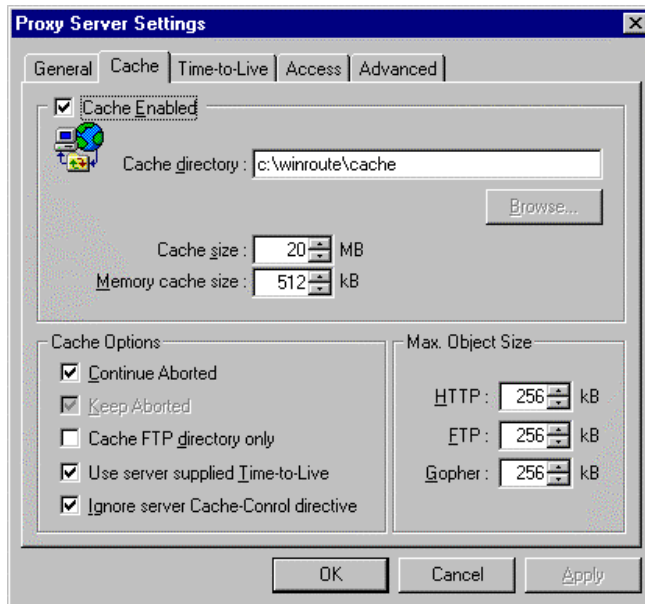 Proxy Server Settings
General Cache Time-to-Live Access Advanced
Cache Enabled
Cache directory : c:\winroute\cache
Browse...
Cache size : 20 MB
Memory cache size : 512 kB
Cache Options
Continue Aborted
Keep Aborted
Cache FTP directory only
Use server supplied Time-to-Live
Ignore server Cache-Conrol directive
Max. Object Size
HTTP : 256 kB
FTP : 256 kB
Gopher : 256 kB
OK Cancel Apply